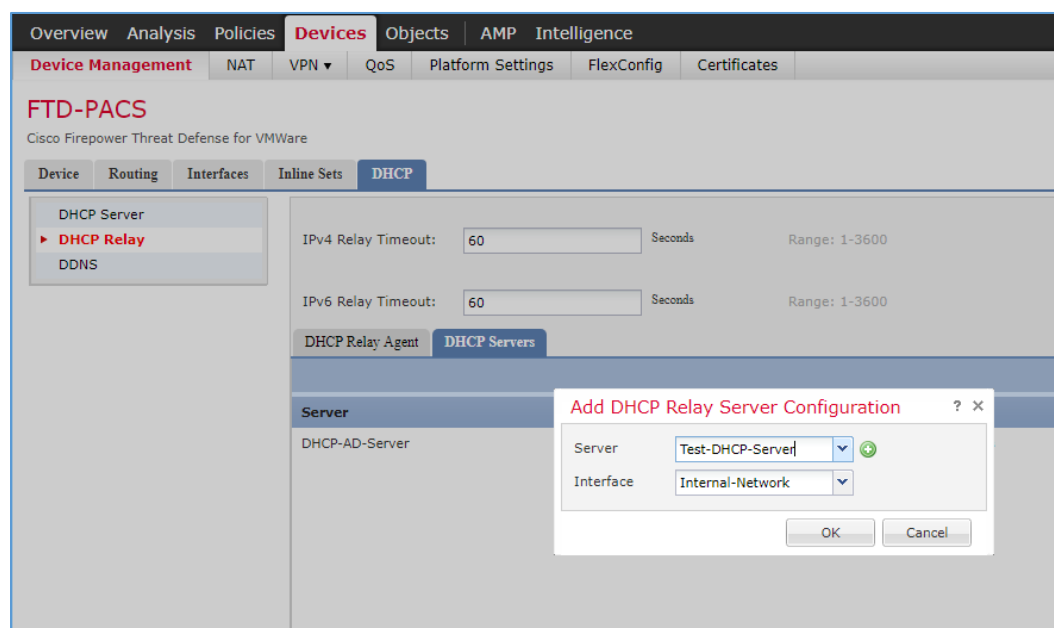 Overview Analysis Policies Devices Objects AMP Intelligence
Device Management NAT VPN QoS Platform Settings FlexConfig Certificates
FTD-PACS
Cisco Firepower Threat Defense for VMWare
Device Routing Interfaces Inline Sets DHCP
DHCP Server
DHCP Relay
DDNS
IPv4 Relay Timeout: 60 Seconds Range: 1-3600
IPv6 Relay Timeout: 60 Seconds Range: 1-3600
DHCP Relay Agent DHCP Servers
Server
DHCP-AD-Server
Add DHCP Relay Server Configuration ? ×
Server Test-DHCP-Server
Interface Internal-Network
OK Cancel